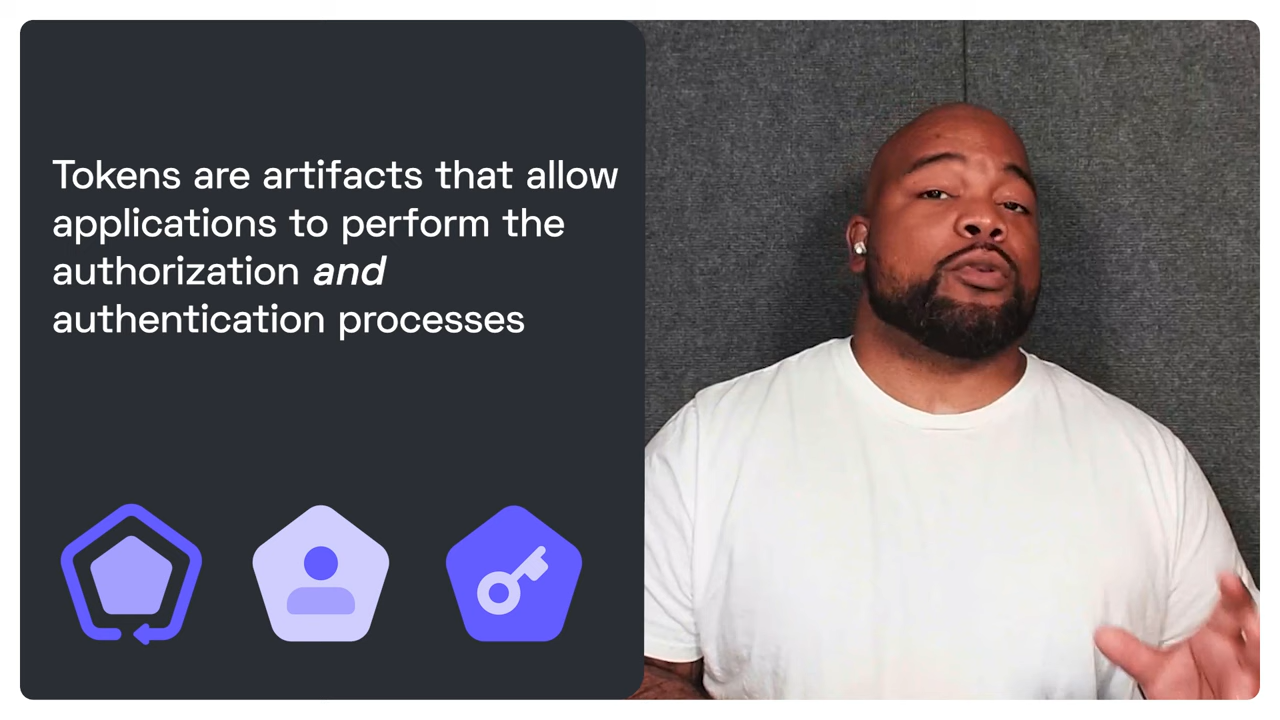 Tokens are artifacts that allow
applications to perform the
authorization and
authentication processes